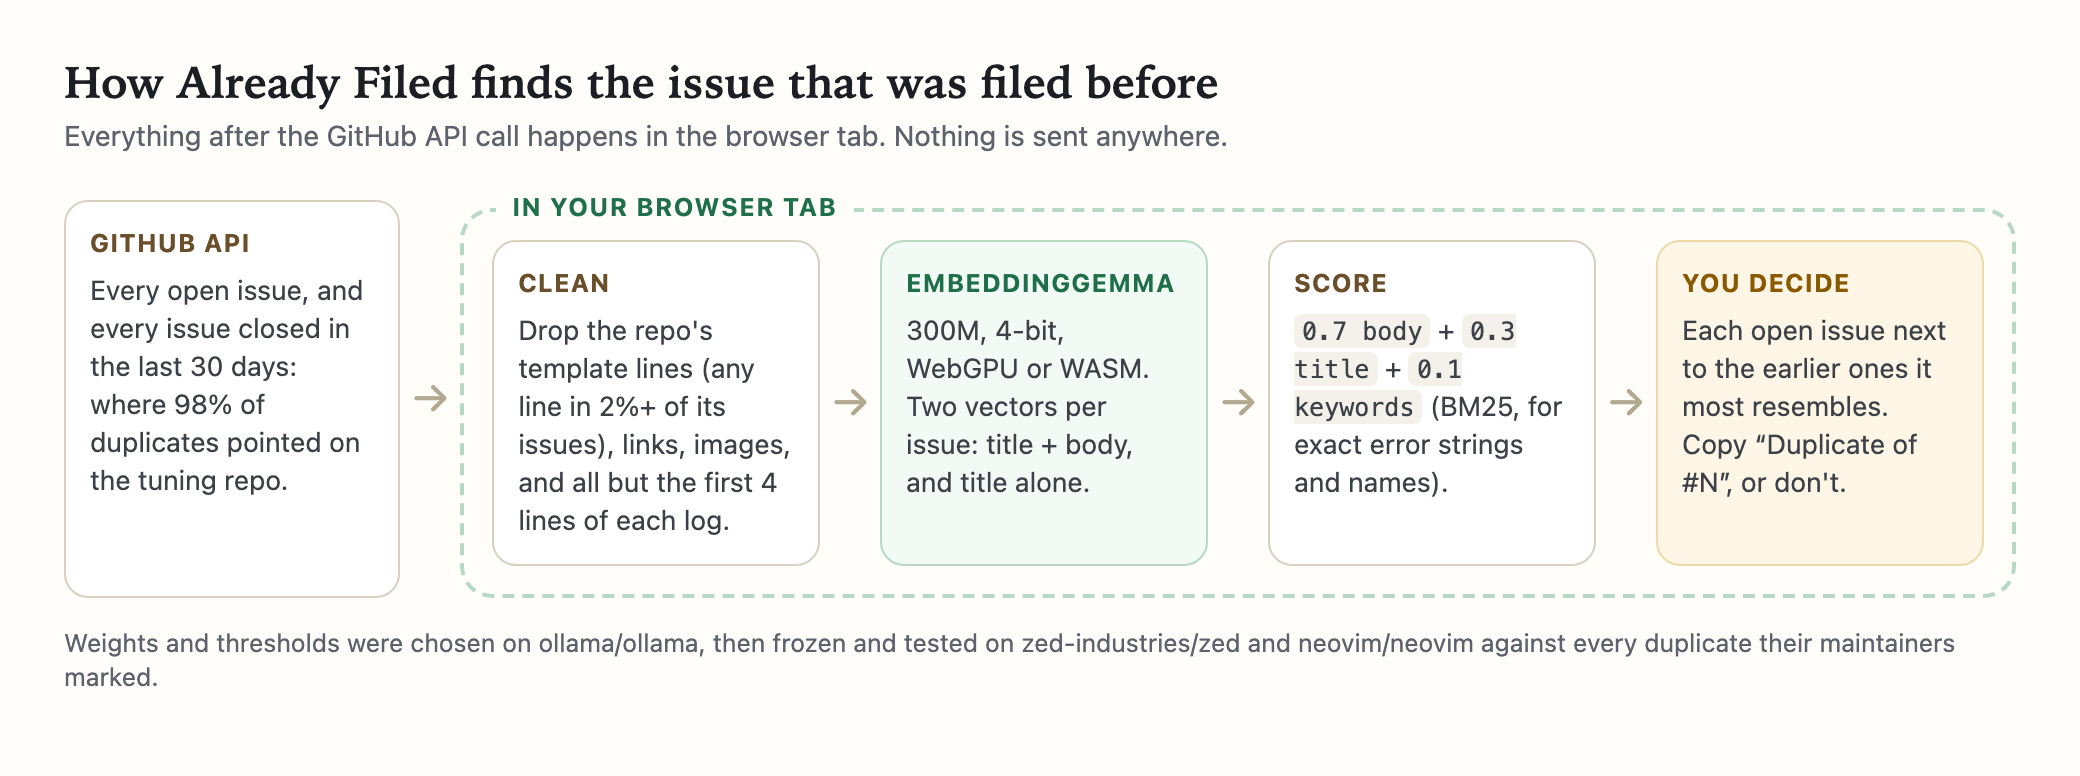 How Already Filed finds the issue that was filed before
Everything after the GitHub API call happens in the browser tab. Nothing is sent anywhere.
GITHUB API
Every open issue, and
every issue closed in
the last 30 days:
where 98% of
duplicates pointed on
the tuning repo.
IN YOUR BROWSER TAB
CLEAN
Drop the repo's
template lines (any
line in 2%+ of its
issues), links, images,
and all but the first 4
lines of each log.
EMBEDDINGGEMMA
300M, 4-bit,
WebGPU or WASM.
Two vectors per
issue: title + body,
and title alone.
SCORE
0.7 body + 0.3
title + 0.1
keywords (BM25, for
exact error strings
and names).
YOU DECIDE
Each open issue next
to the earlier ones it
most resembles.
Copy “Duplicate of
#N”, or don't.
Weights and thresholds were chosen on ollama/ollama, then frozen and tested on zed-industries/zed and neovim/neovim against every duplicate their maintainers
marked.